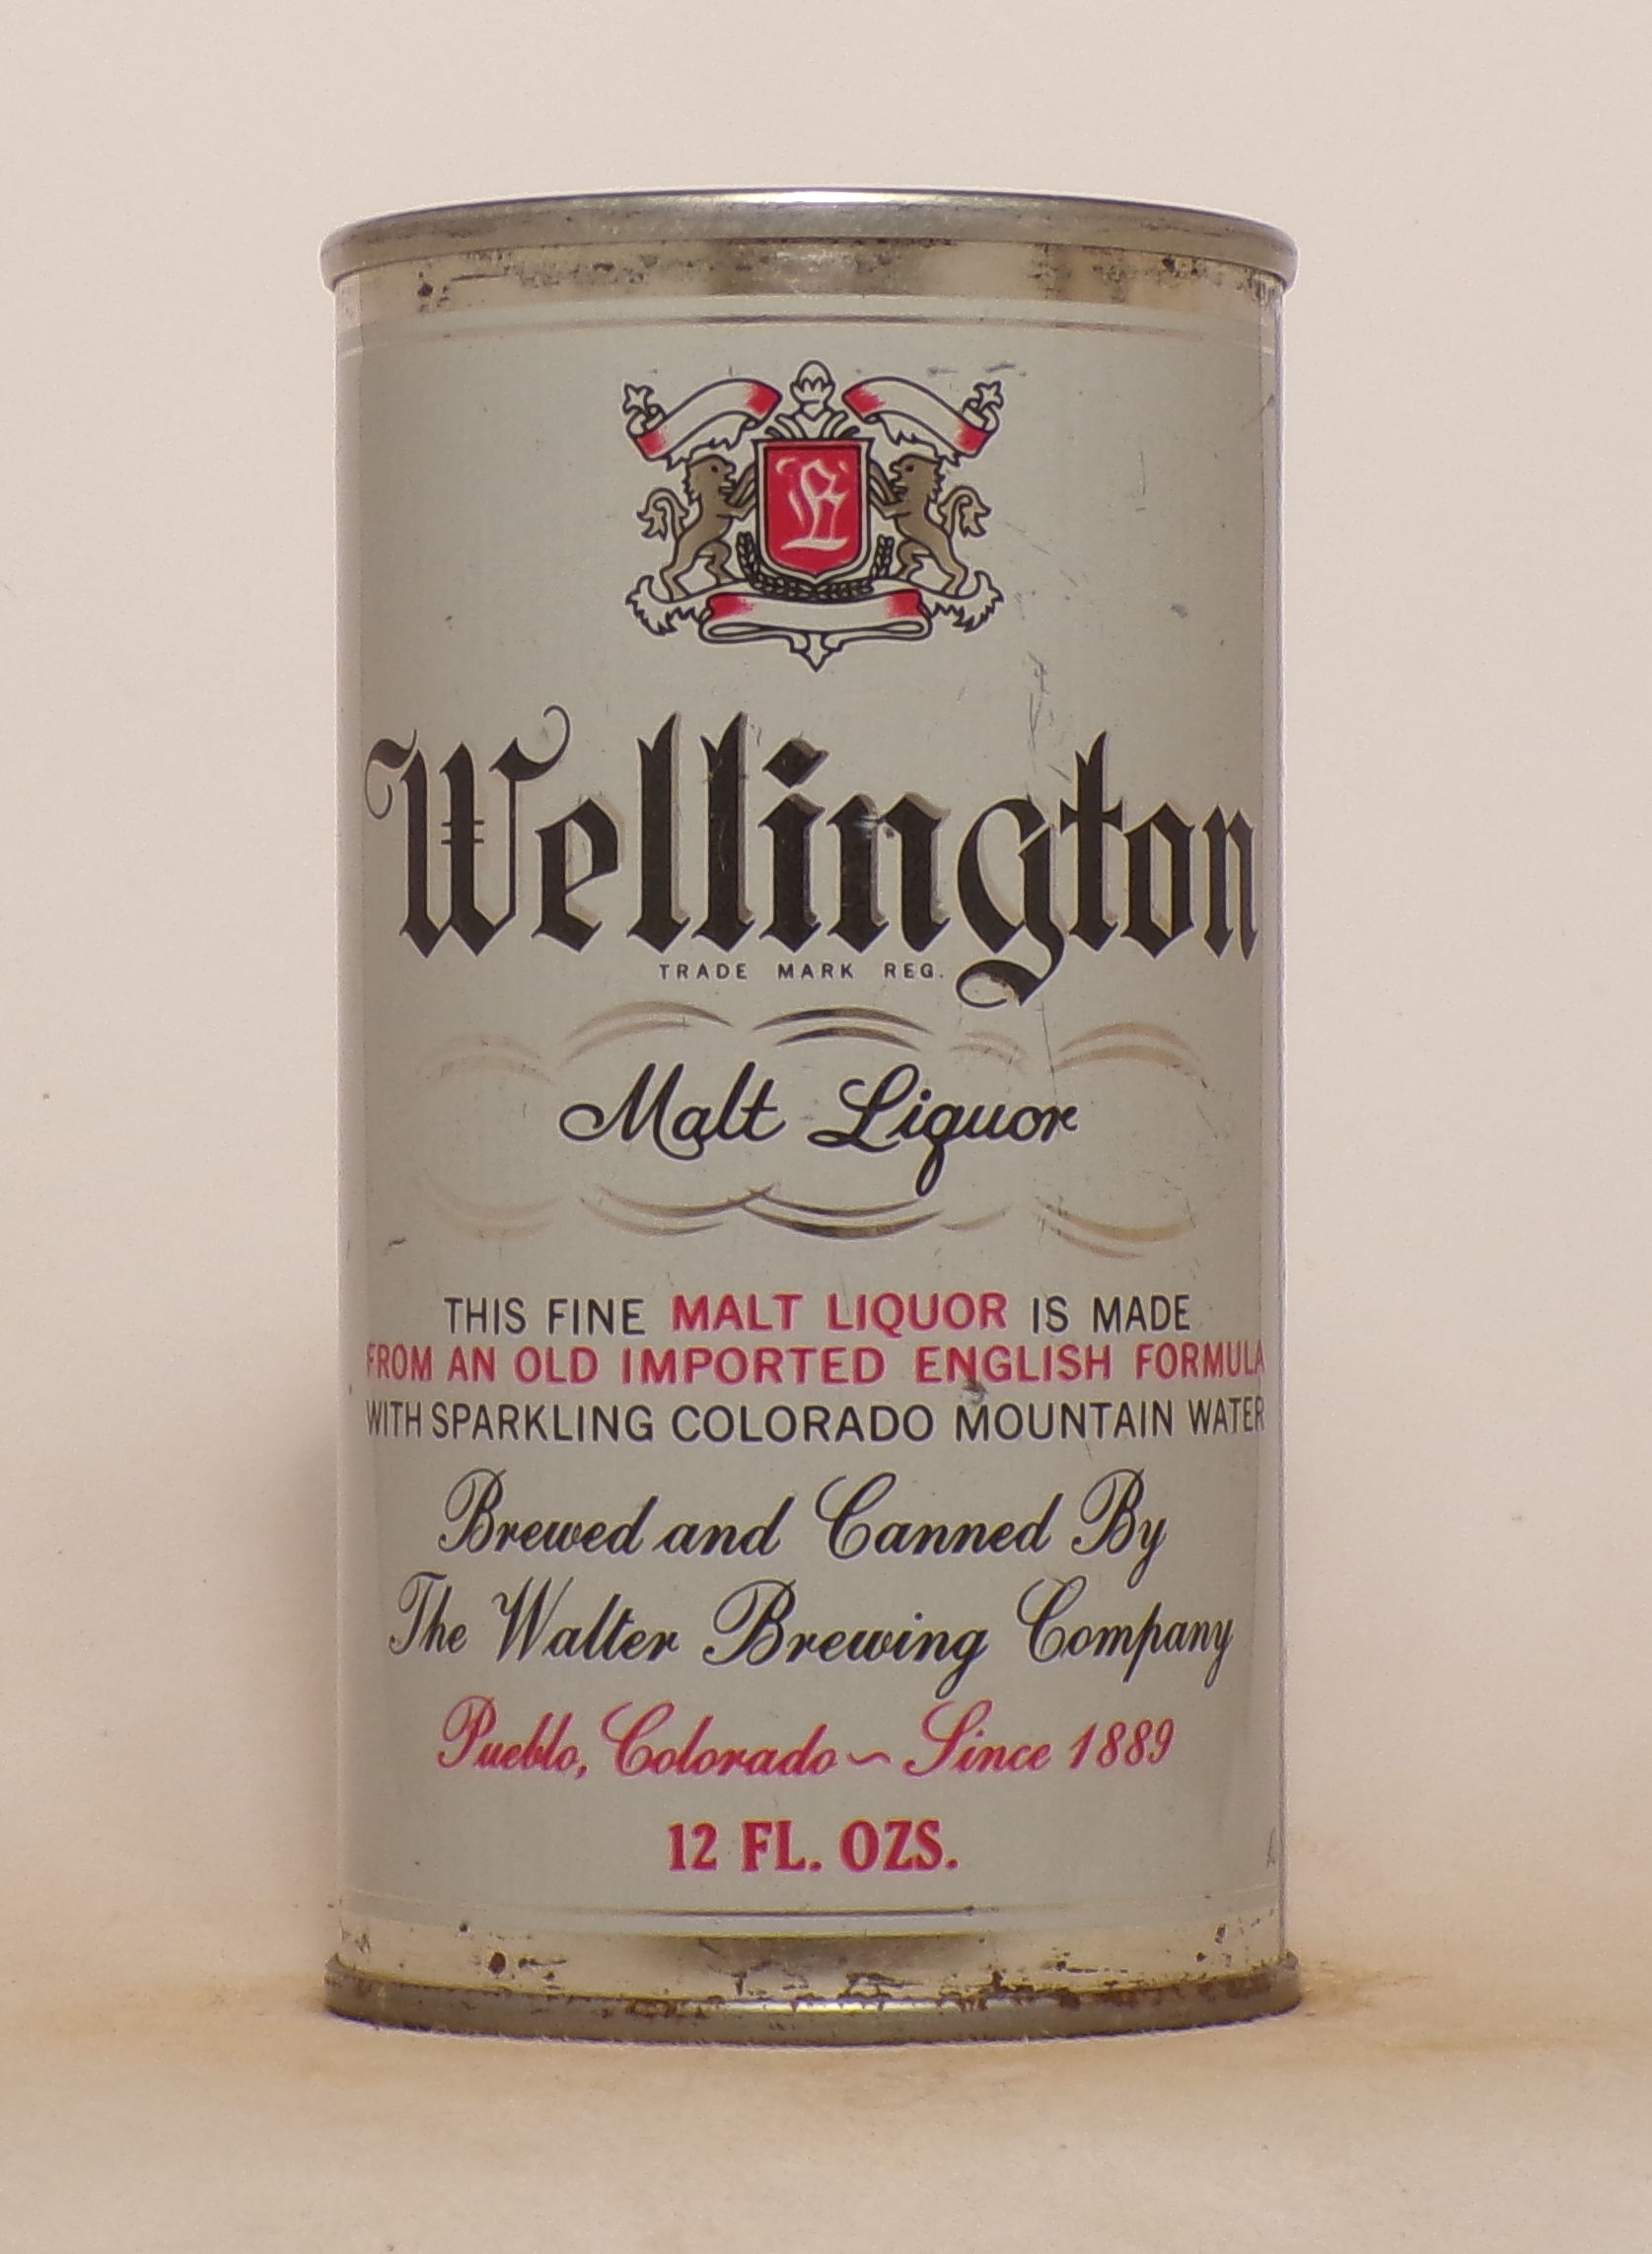 Wellington
TRADE MARK REG.
Malt Liquor
THIS FINE MALT LIQUOR IS MADE
FROM AN OLD IMPORTED ENGLISH FORMULA
WITH SPARKLING COLORADO MOUNTAIN WATER
Brewed and Canned By
The Walter Brewing Company
Pueblo, Colorado ~ Since 1889
12 FL. OZS.